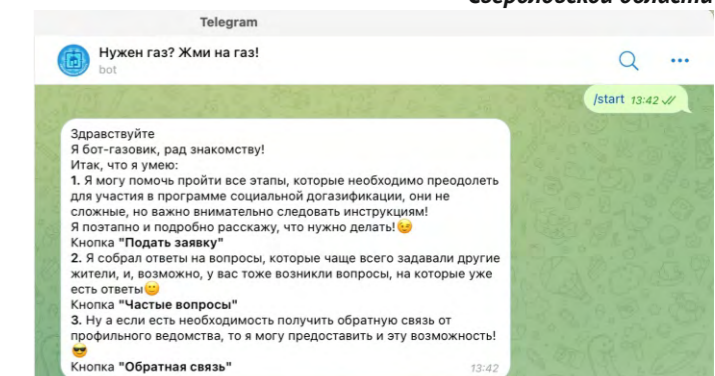 Свердловской области
Telegram
Нужен газ? Жми на газ!
bot
/start 13:42
Здравствуйте
Я бот-газовик, рад знакомству!
Итак, что я умею:
1. Я могу помочь пройти все этапы, которые необходимо преодолеть
для участия в программе социальной догазификации, они не
сложные, но важно внимательно следовать инструкциям!
Я поэтапно и подробно расскажу, что нужно делать!😉
Кнопка "Подать заявку"
2. Я собрал ответы на вопросы, которые чаще всего задавали другие
жители, и, возможно, у вас тоже возникли вопросы, на которые уже
есть ответы🙂
Кнопка "Частые вопросы"
3. Ну а если есть необходимость получить обратную связь от
профильного ведомства, то я могу предоставить и эту возможность!
😎
Кнопка "Обратная связь" 13:42